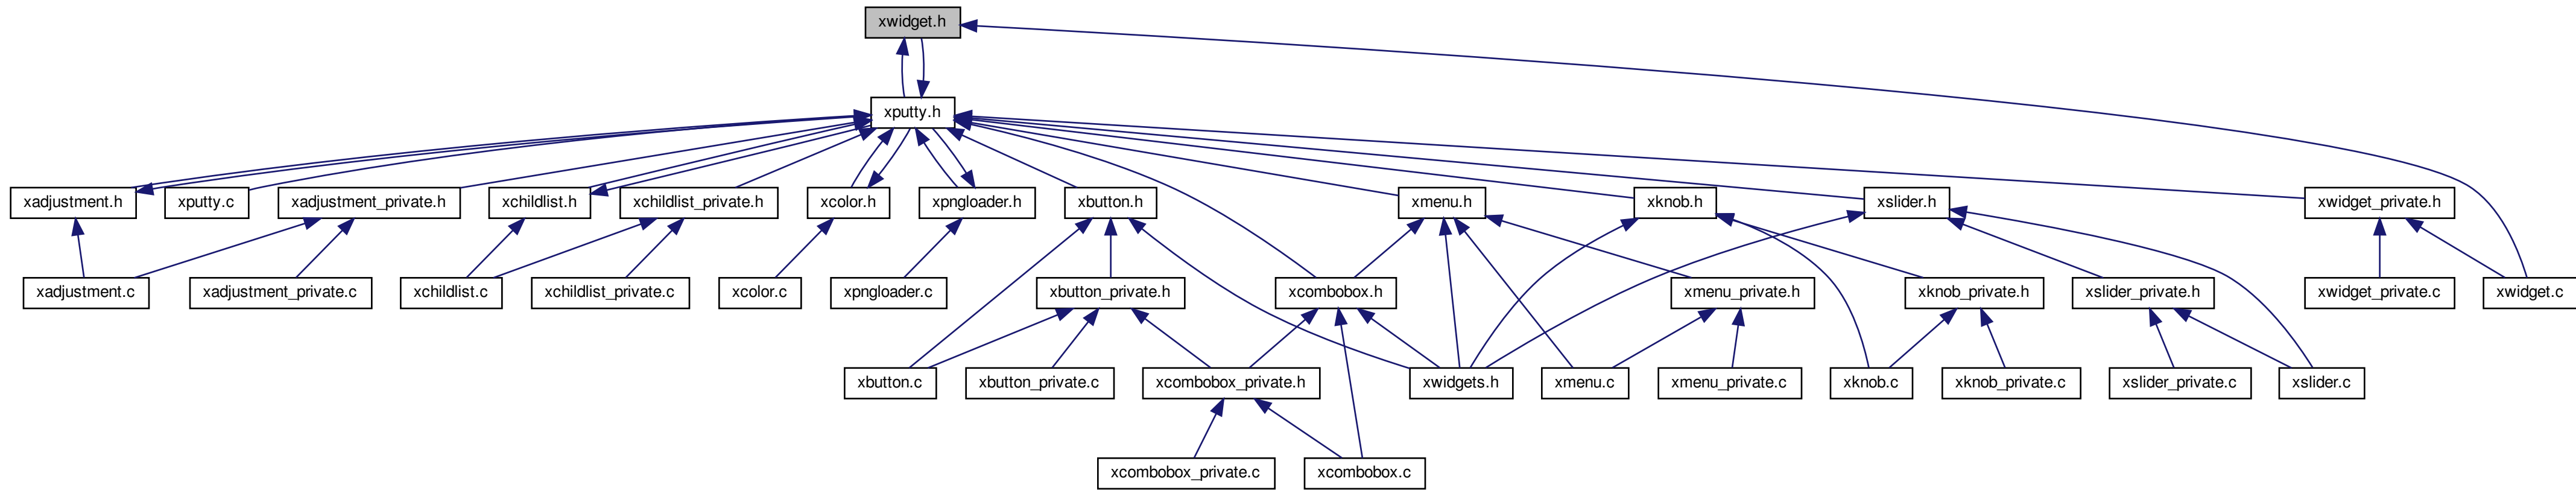 xwidget.h
xputty.h
xadjustment.h
xputty.c
xadjustment_private.h
xchildlist.h
xchildlist_private.h
xcolor.h
xpngloader.h
xbutton.h
xmenu.h
xknob.h
xslider.h
xwidget_private.h
xadjustment.c
xadjustment_private.c
xchildlist.c
xchildlist_private.c
xcolor.c
xpngloader.c
xbutton_private.h
xcombobox.h
xmenu_private.h
xknob_private.h
xslider_private.h
xwidget_private.c
xwidget.c
xbutton.c
xbutton_private.c
xcombobox_private.h
xwidgets.h
xmenu.c
xmenu_private.c
xknob.c
xknob_private.c
xslider_private.c
xslider.c
xcombobox_private.c
xcombobox.c